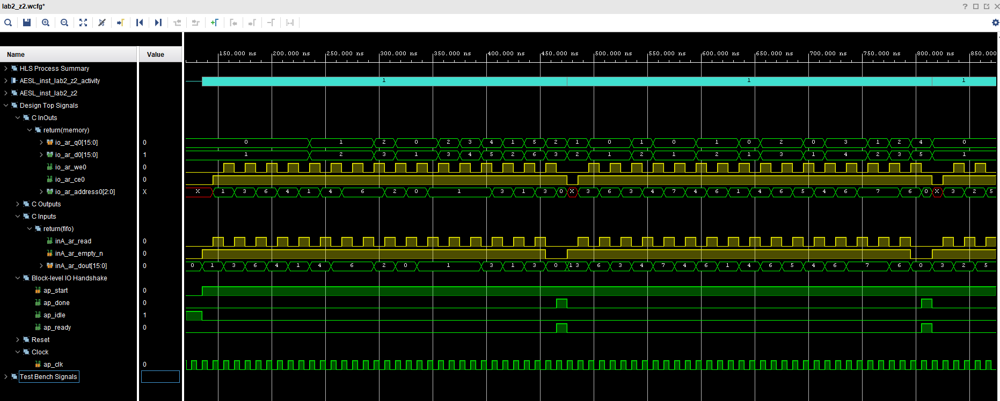 lab2_z2.wcfg*
Name Value
150.000 ns 200.000 ns 250.000 ns 300.000 ns 350.000 ns 400.000 ns 450.000 ns 500.000 ns 550.000 ns 600.000 ns 650.000 ns 700.000 ns 750.000 ns 800.000 ns 850.000
HLS Process Summary
AESL_inst_lab2_z2_activity 1 1 1
AESL_inst_lab2_z2
Design Top Signals
C InOuts
return(memory)
io_ar_q0[15:0] 0 0 1 2 0 2 3 4 1 5 2 1 0 1 0 1 0 2 0 3 1 2 4 0
io_ar_d0[15:0] 1 1 2 3 1 3 4 5 2 6 3 2 1 2 1 2 1 3 1 4 2 3 5 1
io_ar_we0 0
io_ar_ce0 0
io_ar_address0[2:0] X X 1 3 6 4 1 4 6 2 0 1 3 1 3 0 X 3 6 3 4 7 4 6 1 4 6 5 4 6 7 6 0 X 3 2 5
C Outputs
C Inputs
return(fifo)
inA_ar_read 0
inA_ar_empty_n 0
inA_ar_dout[15:0] 0 0 1 3 6 4 1 4 6 2 0 1 3 1 3 0 1 3 6 3 4 7 4 6 1 4 6 5 4 6 7 6 0 3 2 5
Block-level IO Handshake
ap_start 0
ap_done 0
ap_idle 1
ap_ready 0
Reset
Clock
ap_clk 0
Test Bench Signals